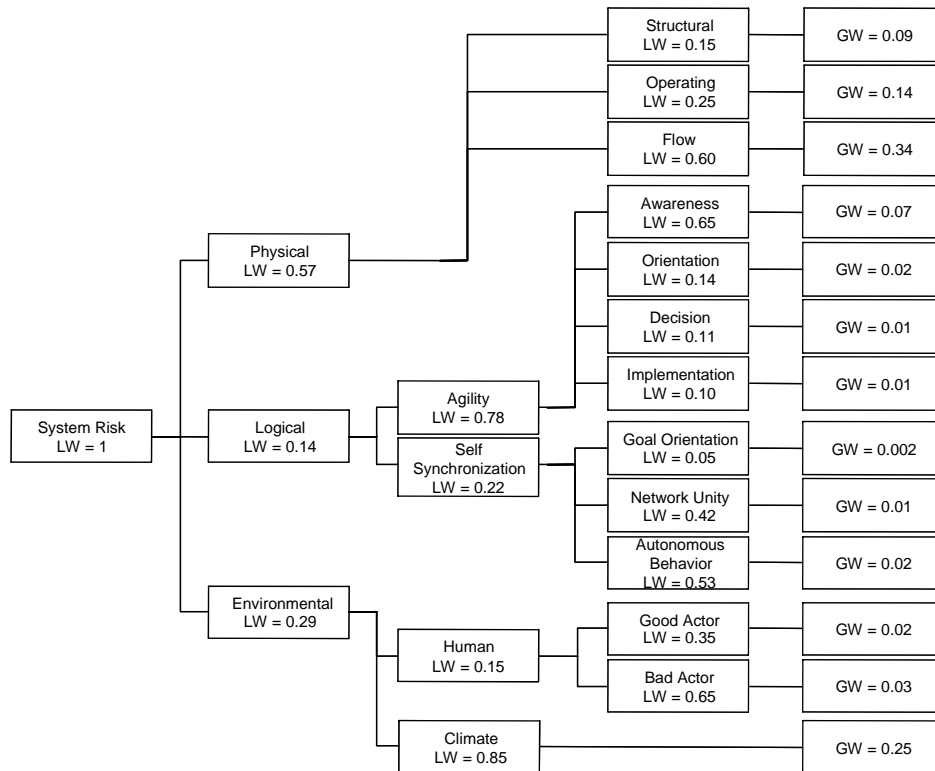 Structural
LW = 0.15
GW = 0.09
Operating
LW = 0.25
GW = 0.14
Flow
LW = 0.60
GW = 0.34
Awareness
LW = 0.65
GW = 0.07
Physical
LW = 0.57
Orientation
LW = 0.14
GW = 0.02
Decision
LW = 0.11
GW = 0.01
Implementation
LW = 0.10
GW = 0.01
System Risk
LW = 1
Logical
LW = 0.14
Agility
LW = 0.78
Self
Synchronization
LW = 0.22
Goal Orientation
LW = 0.05
GW = 0.002
Network Unity
LW = 0.42
GW = 0.01
Autonomous
Behavior
LW = 0.53
GW = 0.02
Environmental
LW = 0.29
Human
LW = 0.15
Good Actor
LW = 0.35
GW = 0.02
Bad Actor
LW = 0.65
GW = 0.03
Climate
LW = 0.85
GW = 0.25